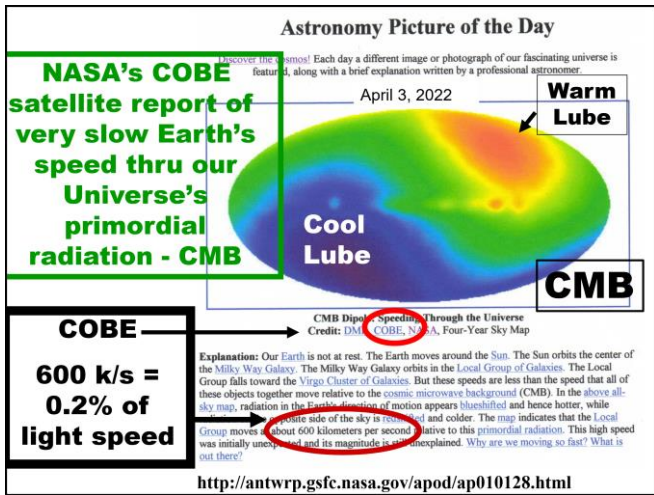 Astronomy Picture of the Day
Discover the cosmos! Each day a different image or photograph of our fascinating universe is
featured, along with a brief explanation written by a professional astronomer.
April 3, 2022
NASA's COBE
satellite report of
very slow Earth's
speed thru our
Universe's
primordial
radiation - CMB
Warm
Lube
Cool
Lube
CMB
CMB Dipole: Speeding Through the Universe
Credit: DMR, COBE, NASA, Four-Year Sky Map
COBE
600 k/s =
0.2% of
light speed
Explanation: Our Earth is not at rest. The Earth moves around the Sun. The Sun orbits the center of
the Milky Way Galaxy. The Milky Way Galaxy orbits in the Local Group of Galaxies. The Local
Group falls toward the Virgo Cluster of Galaxies. But these speeds are less than the speed that all of
these objects together move relative to the cosmic microwave background (CMB). In the above all-
sky map, radiation in the Earth's direction of motion appears blueshifted and hence hotter, while
opposite side of the sky is redshifted and colder. The map indicates that the Local
Group moves at about 600 kilometers per second relative to this primordial radiation. This high speed
was initially unexpected and its magnitude is still unexplained. Why are we moving so fast? What is
out there?
http://antwrp.gsfc.nasa.gov/apod/ap010128.html